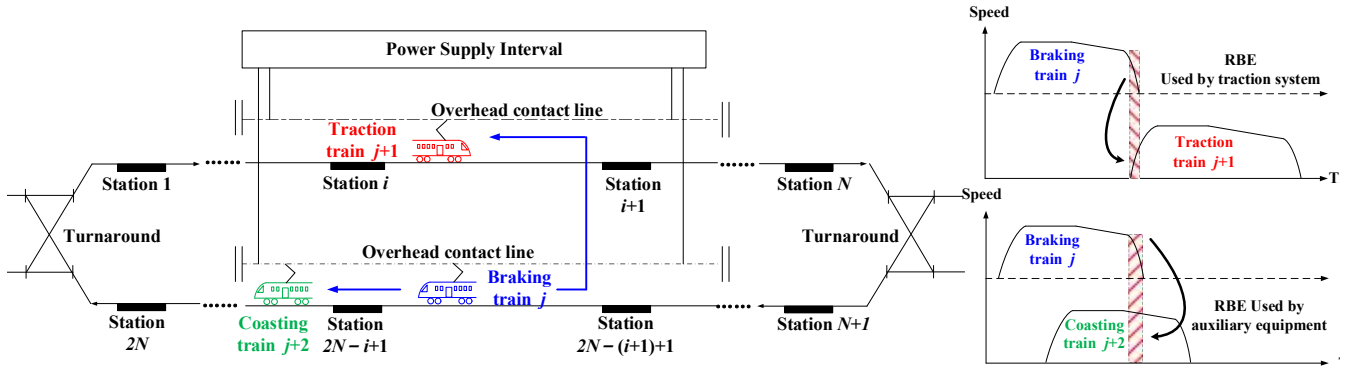 Power Supply Interval
Overhead contact line
Traction
train j+1
Station 1
Station i
Station
i+1
Station N
Turnaround
Turnaround
Overhead contact line
Braking
train j
Station
2N
Coasting
train j+2
Station
2N−i+1
Station
2N−(i+1)+1
Station N+1
Speed
Braking
train j
RBE
Used by traction system
Traction
train j+1
T
Speed
Braking
train j
RBE Used by
auxiliary equipment
Coasting
train j+2